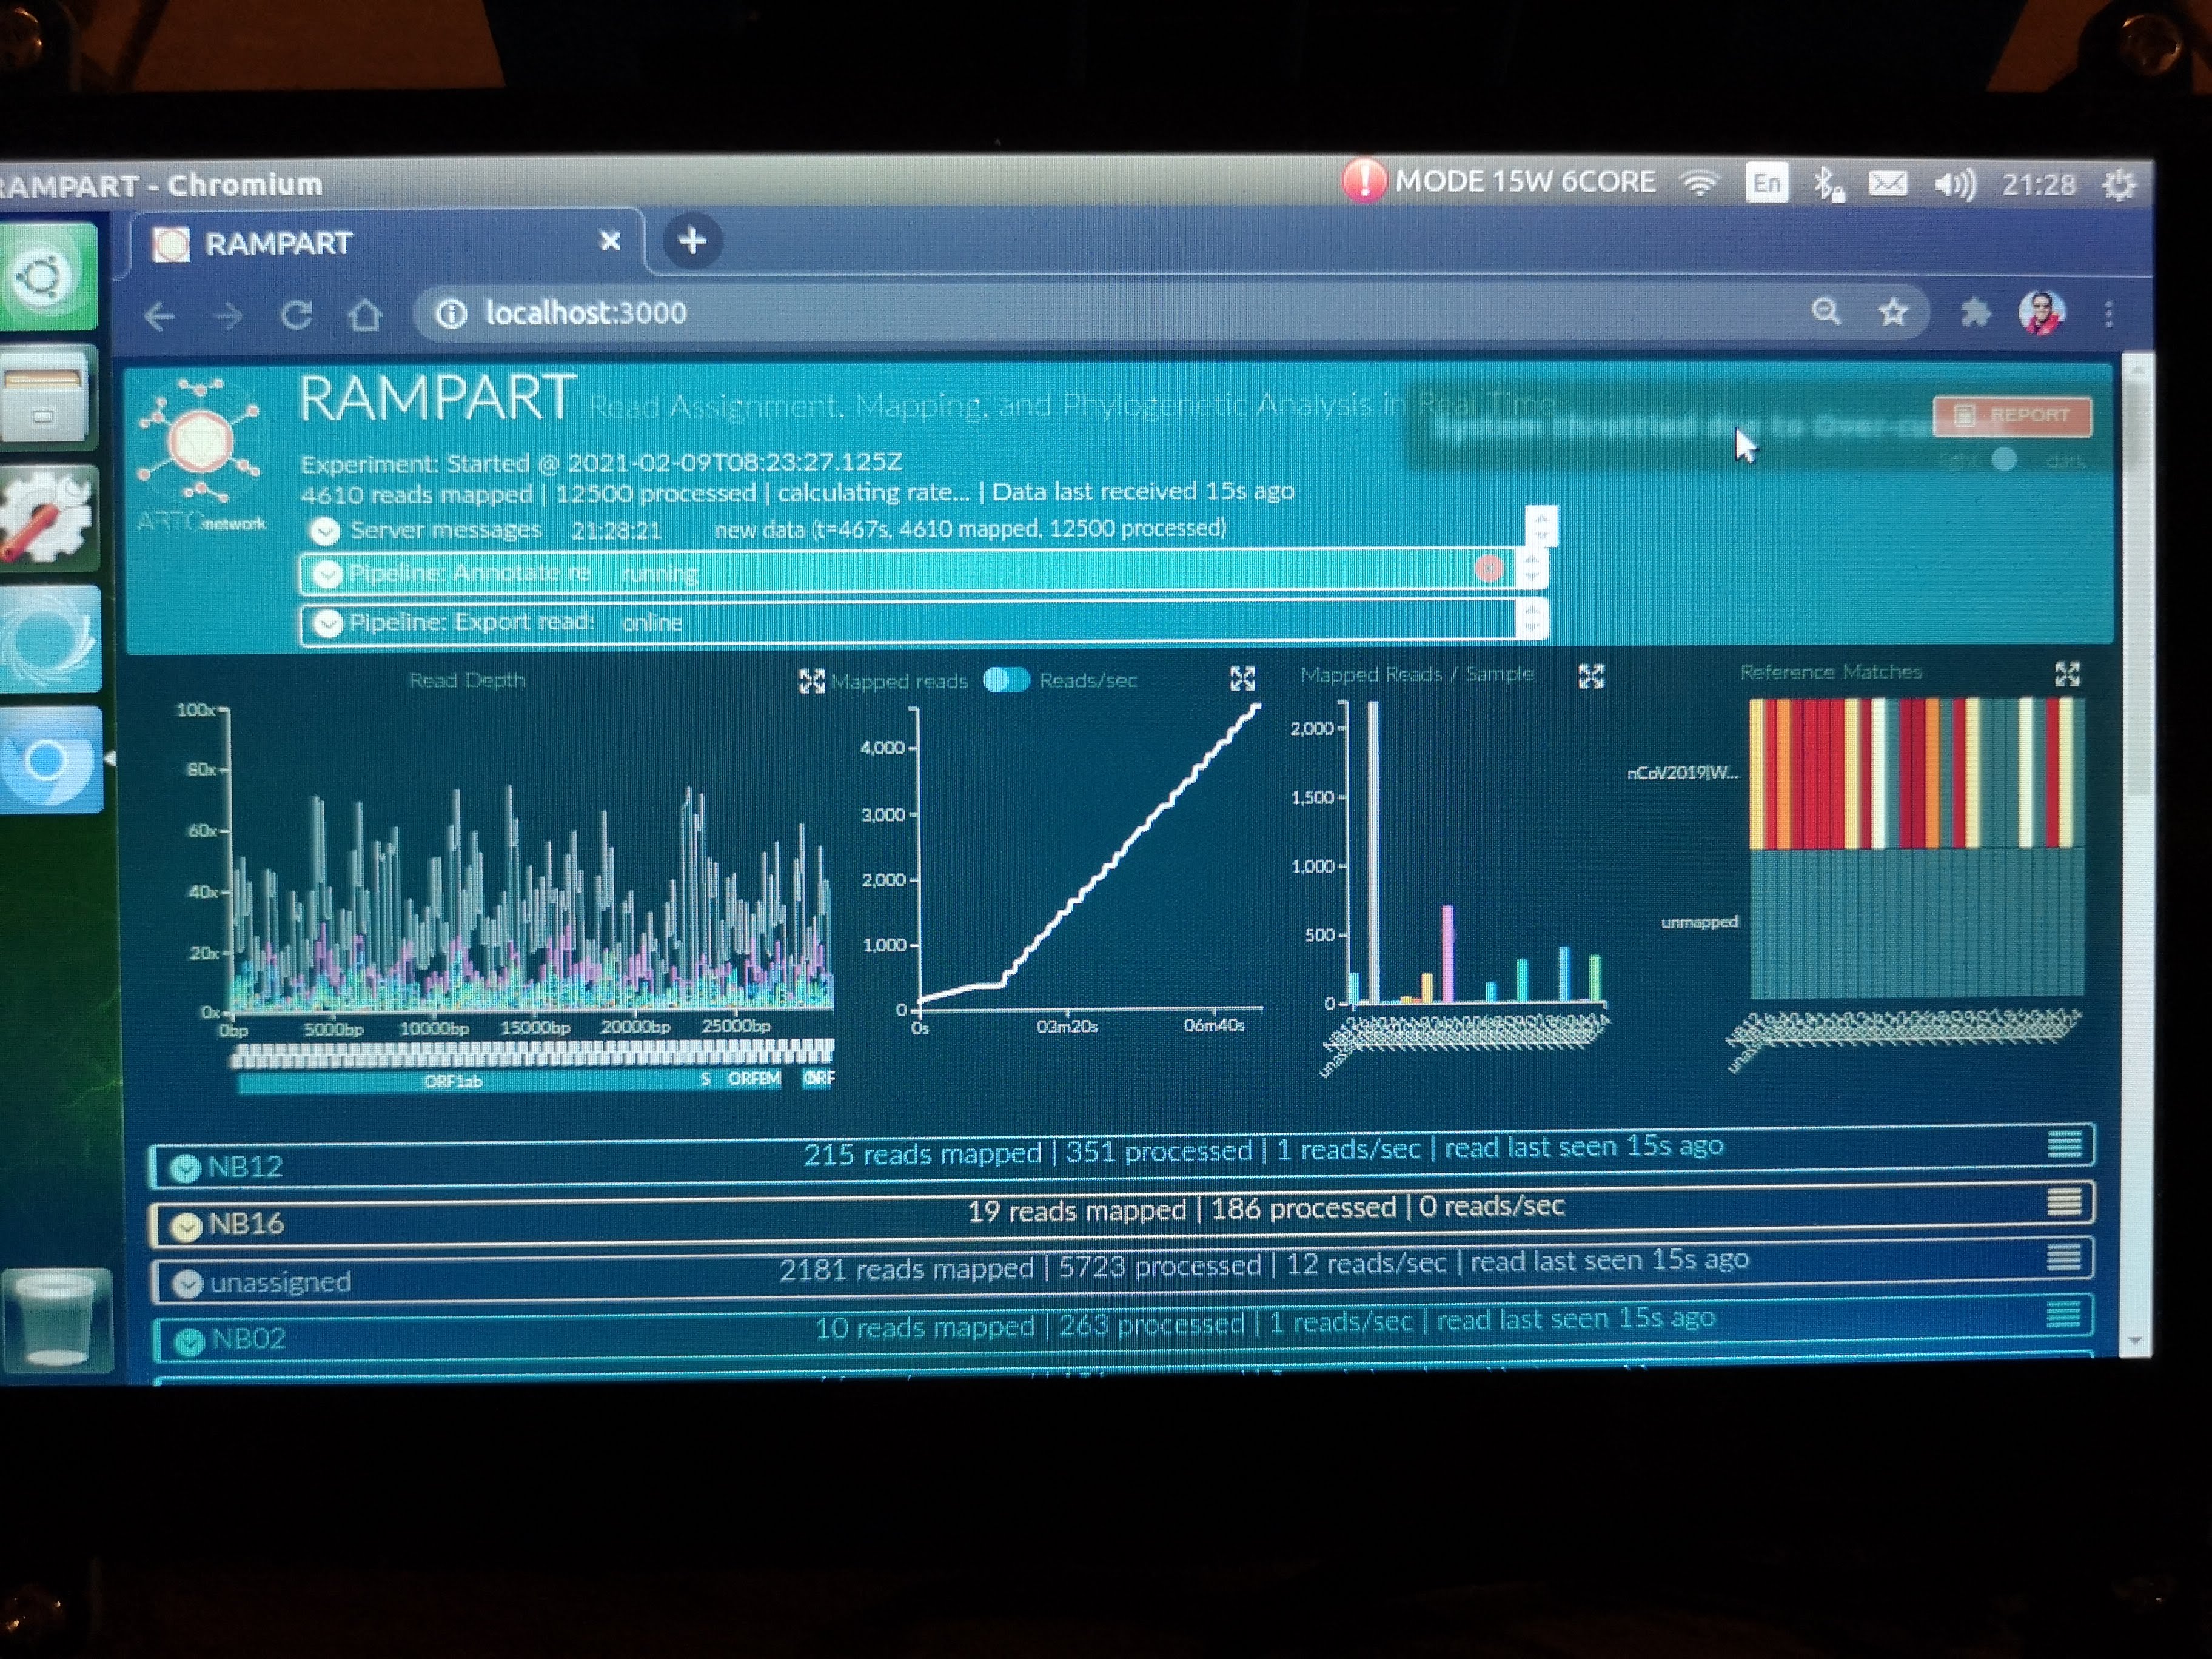 RAMPART - Chromium
MODE 15W 6CORE
En
21:28
RAMPART
localhost:3000
RAMPART Read Assignment, Mapping, and Phylogenetic Analysis in Real Time
System throttled due to Over-
REPORT
light
dark
Experiment: Started @ 2021-02-09T08:23:27.125Z
4610 reads mapped | 12500 processed | calculating rate... | Data last received 15s ago
ARTIC network
Server messages 21:28:21 new data (t=467s, 4610 mapped, 12500 processed)
Pipeline: Annotate re running
Pipeline: Export read: online
Read Depth
Mapped reads
Reads/sec
Mapped Reads / Sample
Reference Matches
100x
80x
60x
40x
20x
0x
0bp 5000bp 10000bp 15000bp 20000bp 25000bp
ORF1ab S
4,000
3,000
2,000
1,000
0
0s 03m20s 06m40s
2,000
1,500
1,000
500
0
nCoV2019|W...
unmapped
NB12 215 reads mapped | 351 processed | 1 reads/sec | read last seen 15s ago
NB16 19 reads mapped | 186 processed | 0 reads/sec
unassigned 2181 reads mapped | 5723 processed | 12 reads/sec | read last seen 15s ago
NB02 10 reads mapped | 263 processed | 1 reads/sec | read last seen 15s ago